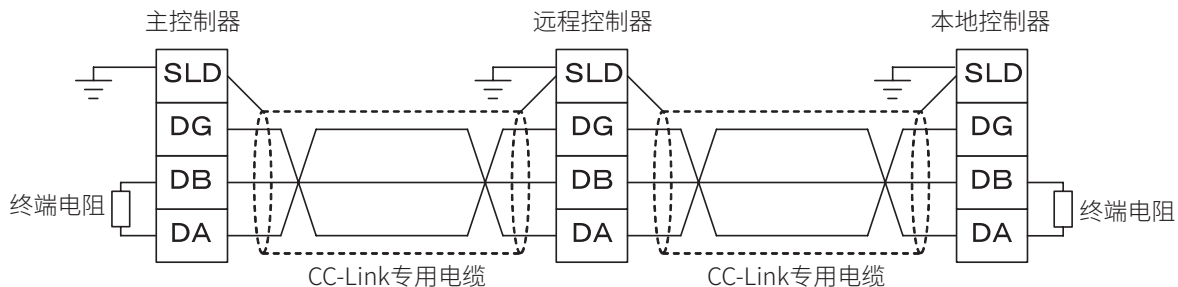 主控制器 远程控制器 本地控制器
SLD SLD SLD
DG DG DG
DB DB DB
终端电阻 终端电阻
DA DA DA
CC-Link专用电缆 CC-Link专用电缆